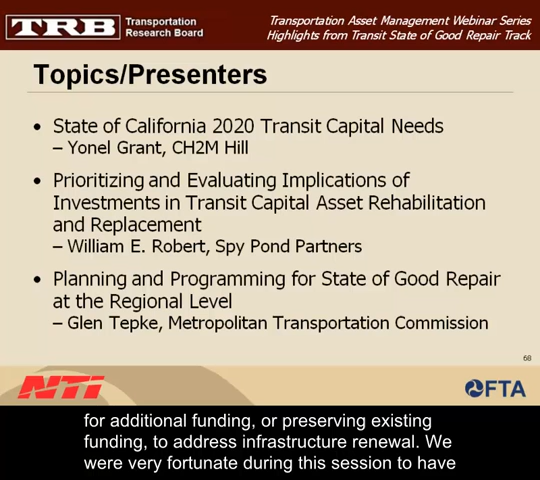 TRB Transportation Research Board
Transportation Asset Management Webinar Series
Highlights from Transit State of Good Repair Track
Topics/Presenters
• State of California 2020 Transit Capital Needs
– Yonel Grant, CH2M Hill
• Prioritizing and Evaluating Implications of
Investments in Transit Capital Asset Rehabilitation
and Replacement
– William E. Robert, Spy Pond Partners
• Planning and Programming for State of Good Repair
at the Regional Level
– Glen Tepke, Metropolitan Transportation Commission
68
NTI
FTA
for additional funding, or preserving existing
funding, to address infrastructure renewal. We
were very fortunate during this session to have